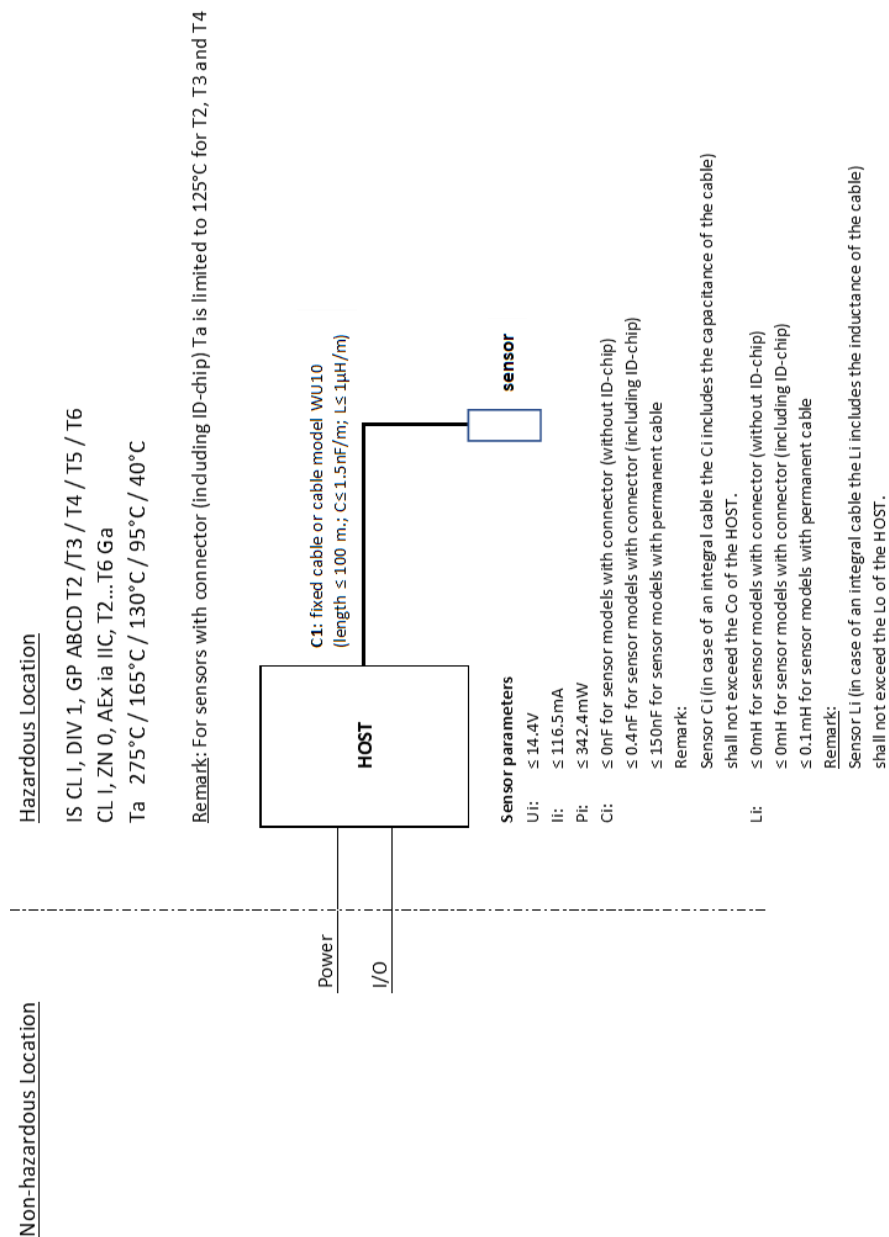 Non-hazardous Location
Hazardous Location
IS CL I, DIV 1, GP ABCD T2 /T3 / T4 / T5 / T6
CL I, ZN 0, AEx ia IIC, T2...T6 Ga
Ta 275°C / 165°C / 130°C / 95°C / 40°C
Remark: For sensors with connector (including ID-chip) Ta is limited to 125°C for T2, T3 and T4
Power
I/O
HOST
C1: fixed cable or cable model WU10
(length ≤ 100 m.; C≤ 1.5nF/m; L≤ 1µH/m)
sensor
Sensor parameters
Ui: ≤ 14.4V
Ii: ≤ 116.5mA
Pi: ≤ 342.4mW
Ci: ≤ 0nF for sensor models with connector (without ID-chip)
≤ 0.4nF for sensor models with connector (including ID-chip)
≤ 150nF for sensor models with permanent cable
Remark:
Sensor Ci (in case of an integral cable the Ci includes the capacitance of the cable)
shall not exceed the Co of the HOST.
Li: ≤ 0mH for sensor models with connector (without ID-chip)
≤ 0mH for sensor models with connector (including ID-chip)
≤ 0.1mH for sensor models with permanent cable
Remark:
Sensor Li (in case of an integral cable the Li includes the inductance of the cable)
shall not exceed the Lo of the HOST.